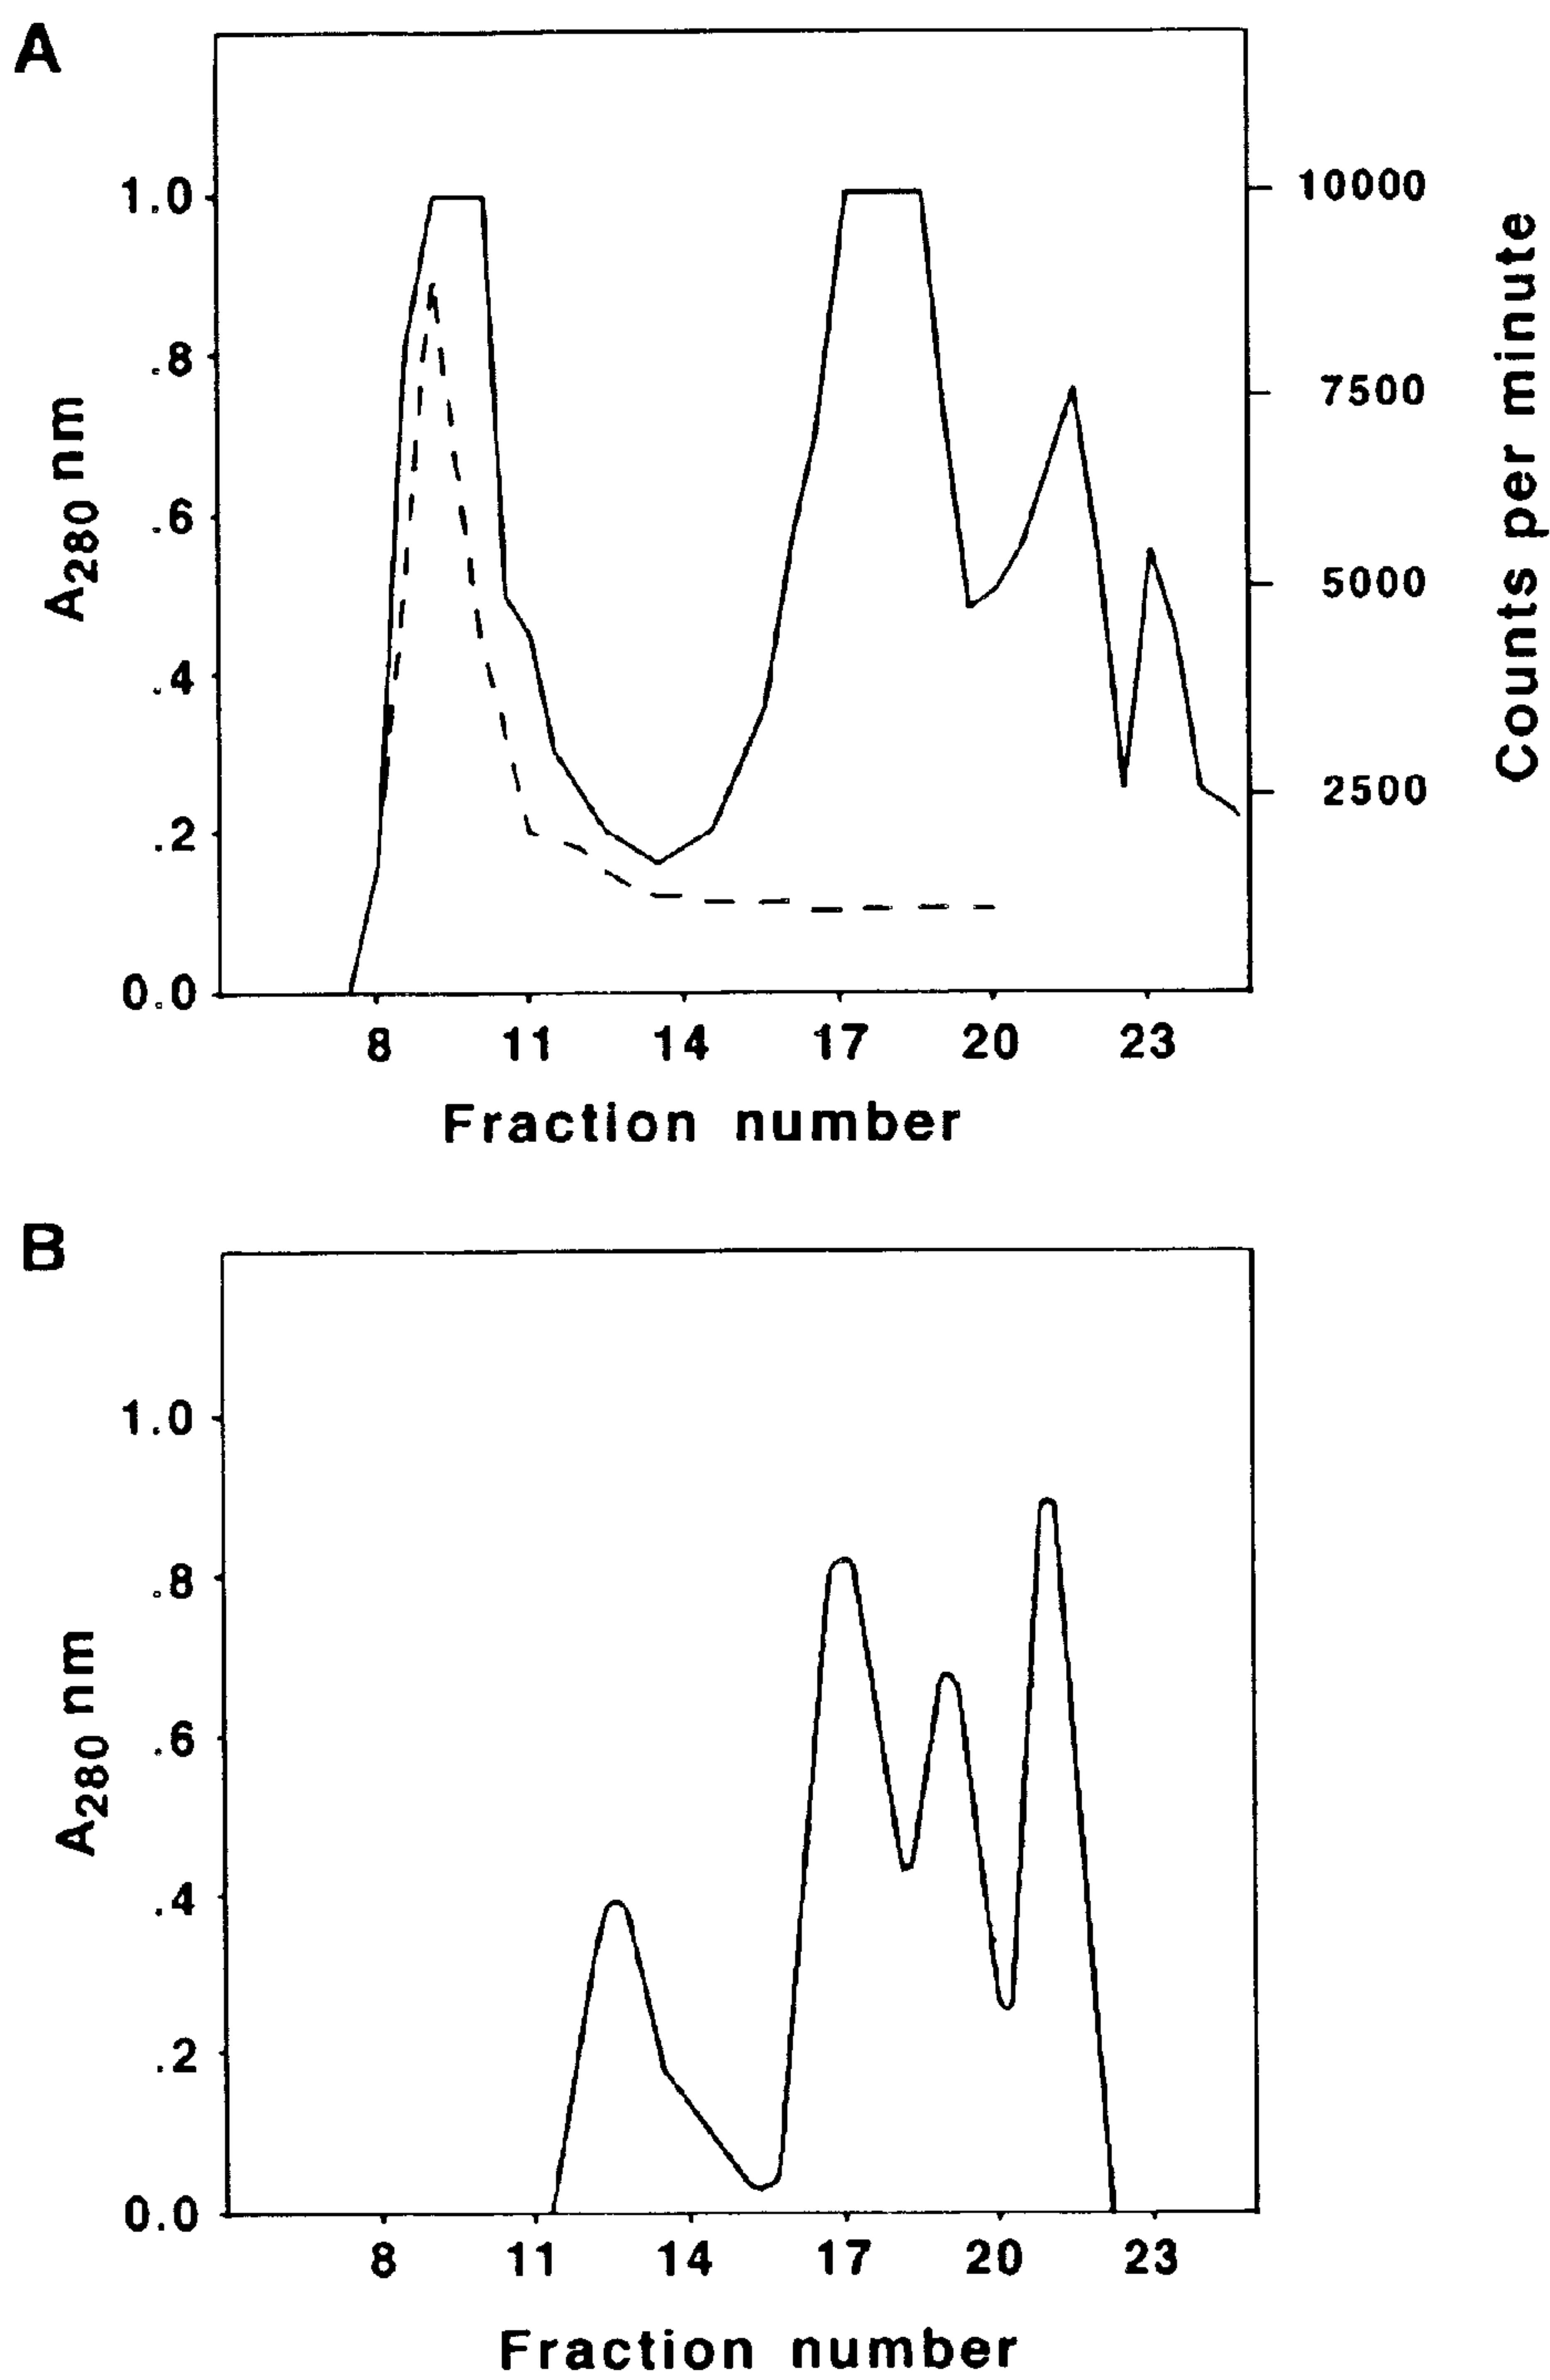 A
1.0
.8
.6
.4
.2
0.0
A280 nm
10000
7500
5000
2500
Counts per minute
8 11 14 17 20 23
Fraction number
B
1.0
.8
.6
.4
.2
0.0
A280 nm
8 11 14 17 20 23
Fraction number